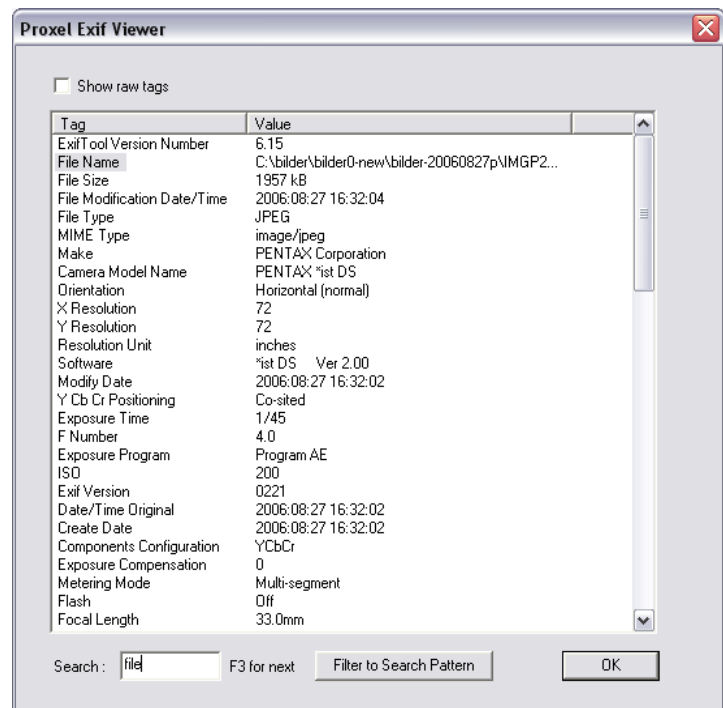 Proxel Exif Viewer
Show raw tags
Tag Value
ExifTool Version Number 6.15
File Name C:\bilder\bilder0-new\bilder-20060827p\IMGP2...
File Size 1957 kB
File Modification Date/Time 2006:08:27 16:32:04
File Type JPEG
MIME Type image/jpeg
Make PENTAX Corporation
Camera Model Name PENTAX *ist DS
Orientation Horizontal (normal)
X Resolution 72
Y Resolution 72
Resolution Unit inches
Software *ist DS Ver 2.00
Modify Date 2006:08:27 16:32:02
Y Cb Cr Positioning Co-sited
Exposure Time 1/45
F Number 4.0
Exposure Program Program AE
ISO 200
Exif Version 0221
Date/Time Original 2006:08:27 16:32:02
Create Date 2006:08:27 16:32:02
Components Configuration YCbCr
Exposure Compensation 0
Metering Mode Multi-segment
Flash Off
Focal Length 33.0mm
Search : file F3 for next Filter to Search Pattern OK